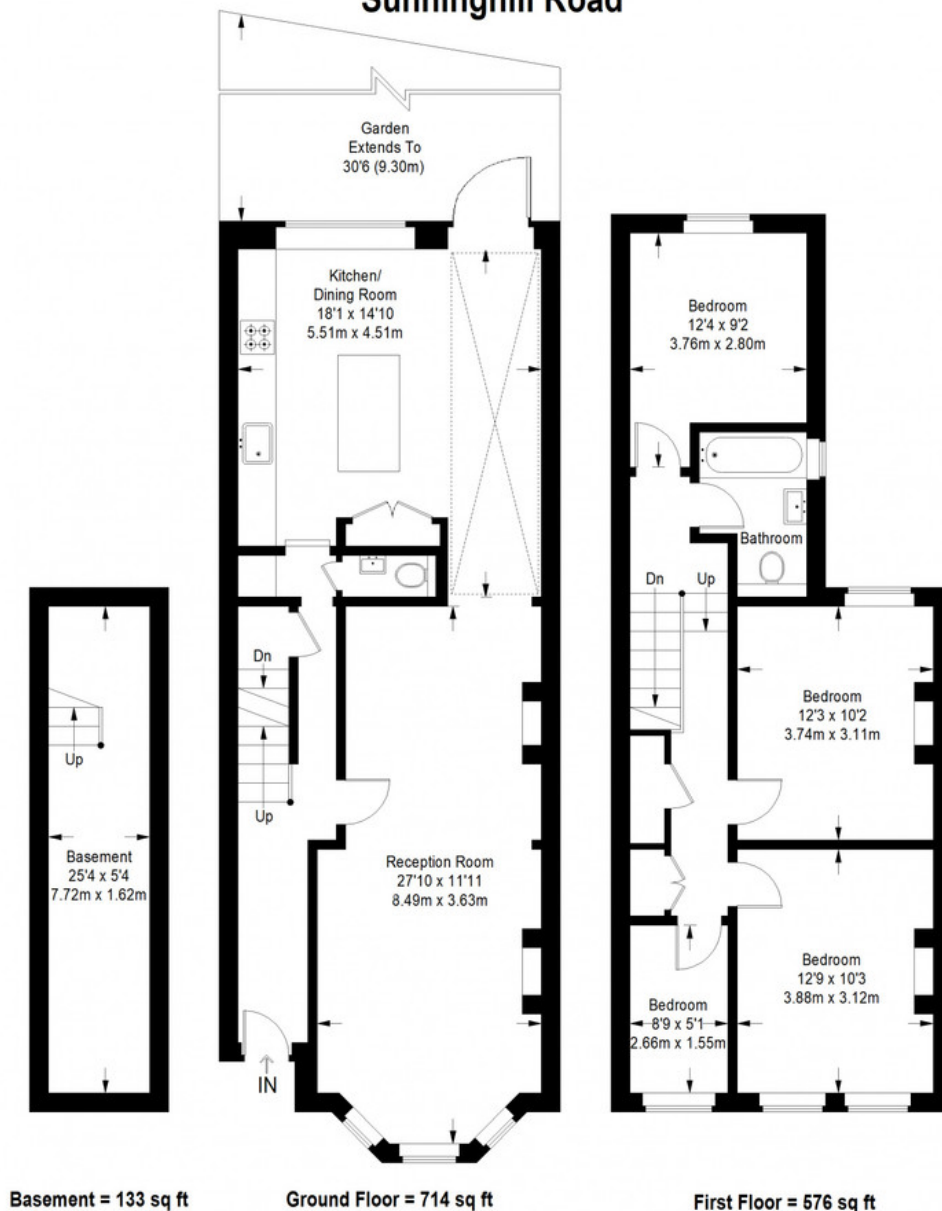 Sunninghill Road
Garden
Extends To
30'6 (9.30m)
Kitchen/
Dining Room
18'1 x 14'10
5.51m x 4.51m
Dn
Up
Reception Room
27'10 x 11'11
8.49m x 3.63m
IN
Up
Basement
25'4 x 5'4
7.72m x 1.62m
Bedroom
12'4 x 9'2
3.76m x 2.80m
Bathroom
Dn
Up
Bedroom
12'3 x 10'2
3.74m x 3.11m
Bedroom
12'9 x 10'3
3.88m x 3.12m
Bedroom
8'9 x 5'1
2.66m x 1.55m
Basement = 133 sq ft
Ground Floor = 714 sq ft
First Floor = 576 sq ft